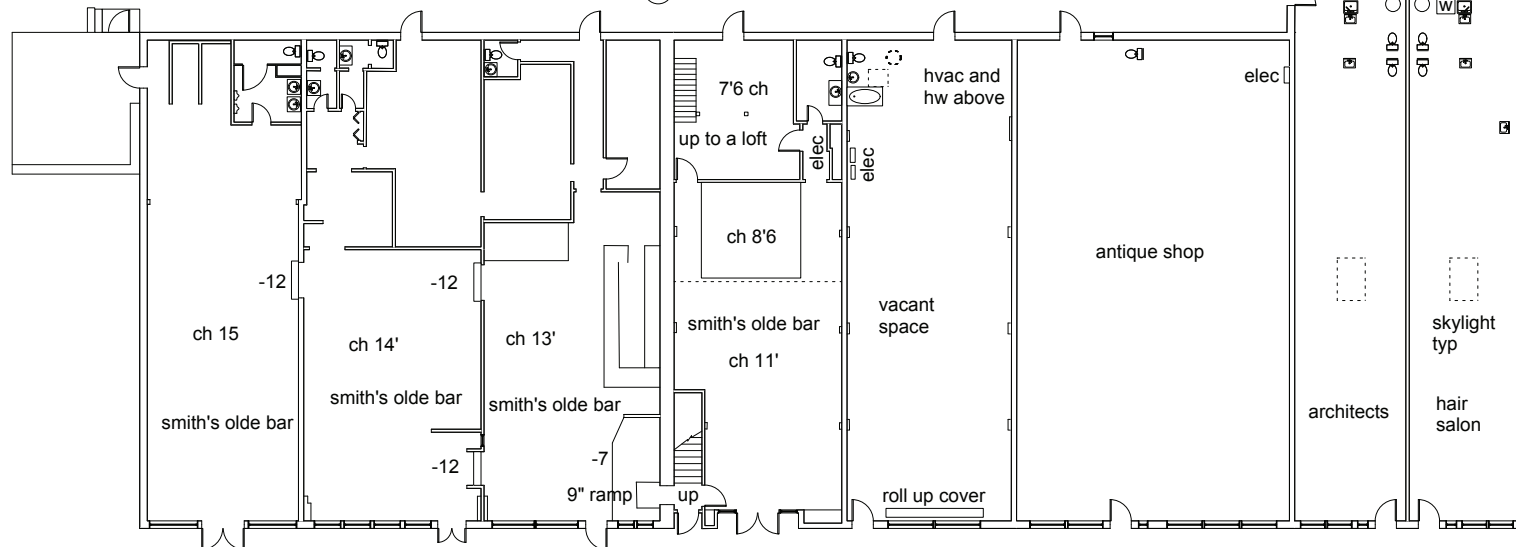 W
hvac and
hw above
elec
7'6 ch
up to a loft
elec
elec
ch 8'6
antique shop
-12
-12
vacant
space
ch 15
ch 14'
ch 13'
smith's olde bar
skylight
typ
ch 11'
smith's olde bar
smith's olde bar
smith's olde bar
architects
hair
salon
-7
-12
9" ramp
up
roll up cover